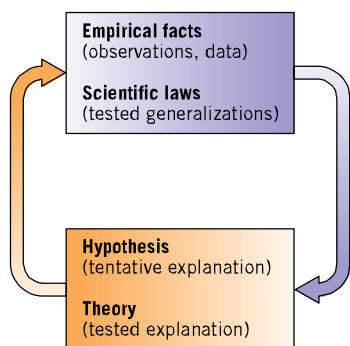 Empirical facts
(observations, data)
Scientific laws
(tested generalizations)
Hypothesis
(tentative explanation)
Theory
(tested explanation)